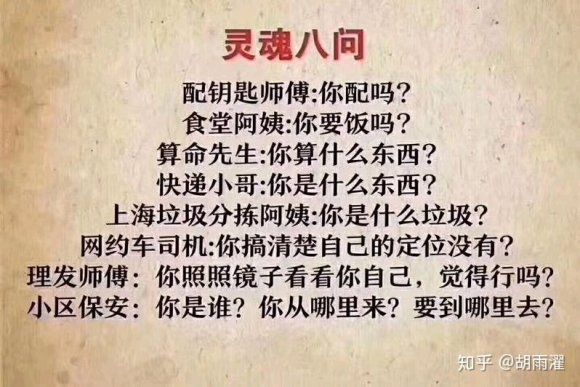 灵魂八问
配钥匙师傅:你配吗?
食堂阿姨:你要饭吗?
算命先生:你算什么东西?
快递小哥:你是什么东西?
上海垃圾分拣阿姨:你是什么垃圾?
网约车司机:你搞清楚自己的定位没有?
理发师傅：你照照镜子看看你自己，觉得行吗?
小区保安：你是谁？你从哪里来？要到哪里去?
知乎 @胡雨濯